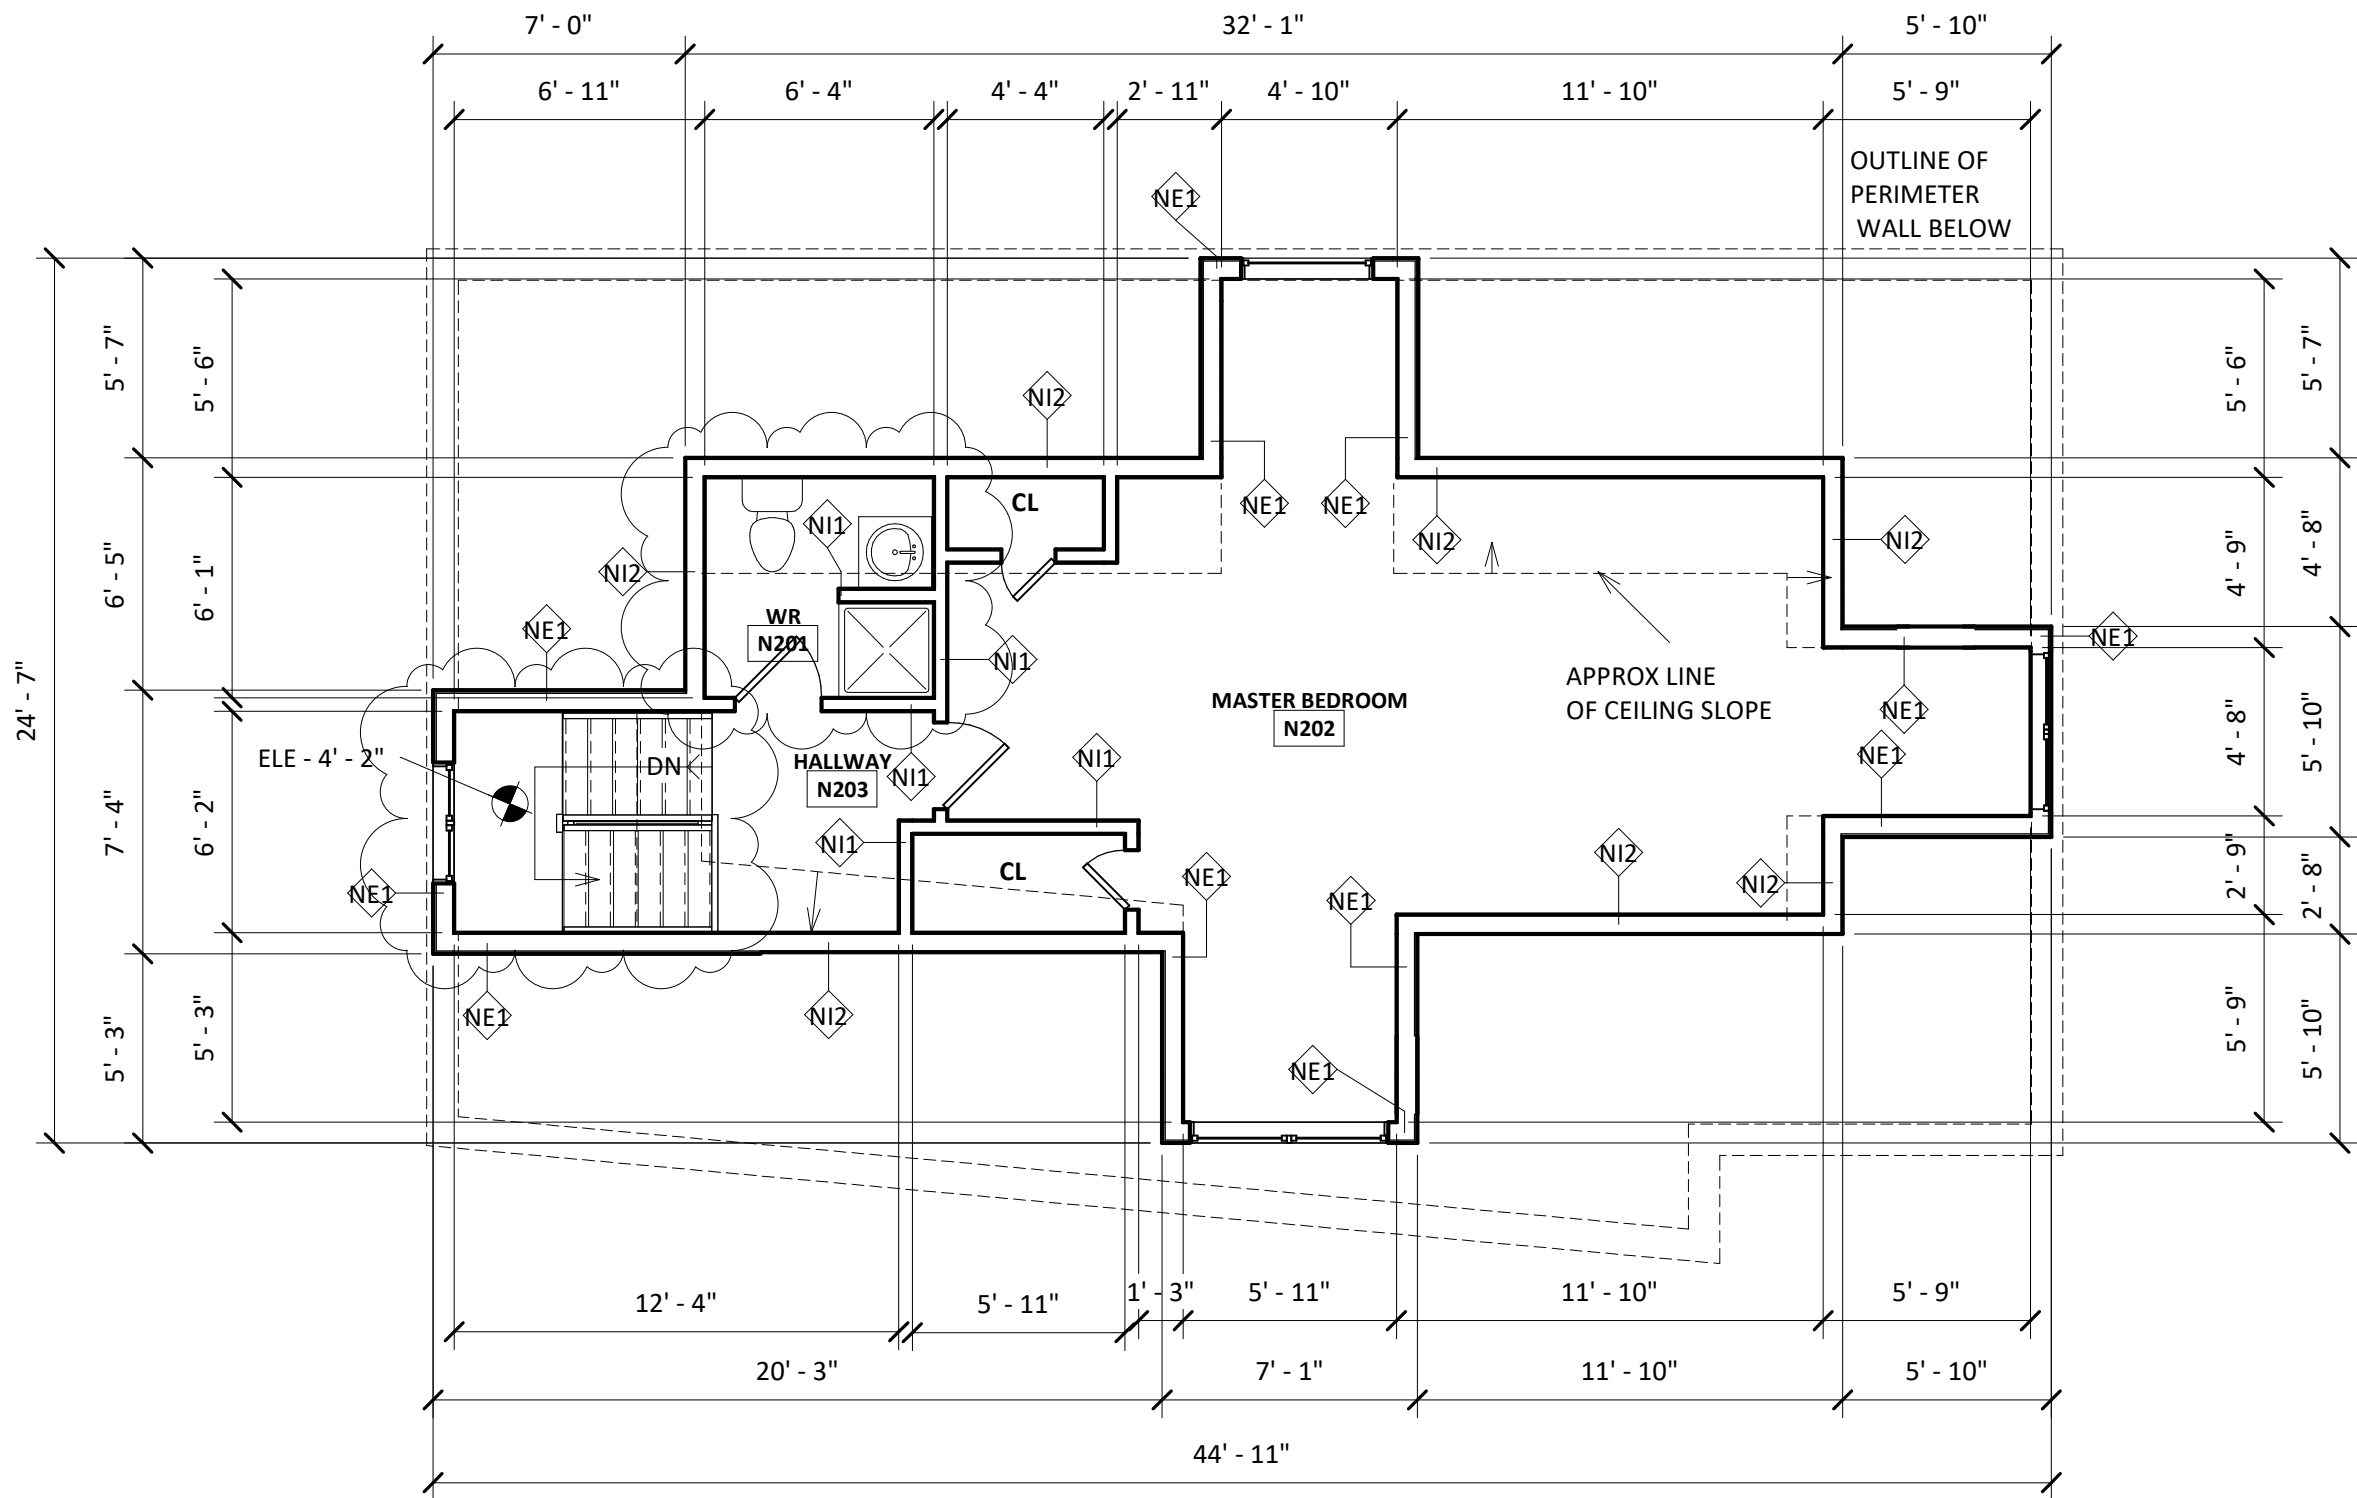 7' - 0"
32' - 1"
5' - 10"
6' - 11"
6' - 4"
4' - 4"
2' - 11"
4' - 10"
11' - 10"
5' - 9"
OUTLINE OF
PERIMETER
WALL BELOW
NE1
5' - 7"
5' - 6"
5' - 6"
5' - 7"
NI2
CL
NE1
NE1
NI1
NI2
NI2
NI2
6' - 5"
6' - 1"
4' - 9"
4' - 8"
WR
N201
NE1
NE1
NI1
24' - 7"
MASTER BEDROOM
N202
APPROX LINE
OF CEILING SLOPE
NE1
ELE - 4' - 2"
DN
HALLWAY
N203
NI1
NI1
NE1
4' - 8"
5' - 10"
7' - 4"
6' - 2"
NI1
CL
NE1
NI2
NI2
NE1
NE1
2' - 9"
2' - 8"
NE1
NI2
5' - 3"
5' - 3"
NE1
5' - 9"
5' - 10"
12' - 4"
5' - 11"
1' - 3"
5' - 11"
11' - 10"
5' - 9"
20' - 3"
7' - 1"
11' - 10"
5' - 10"
44' - 11"